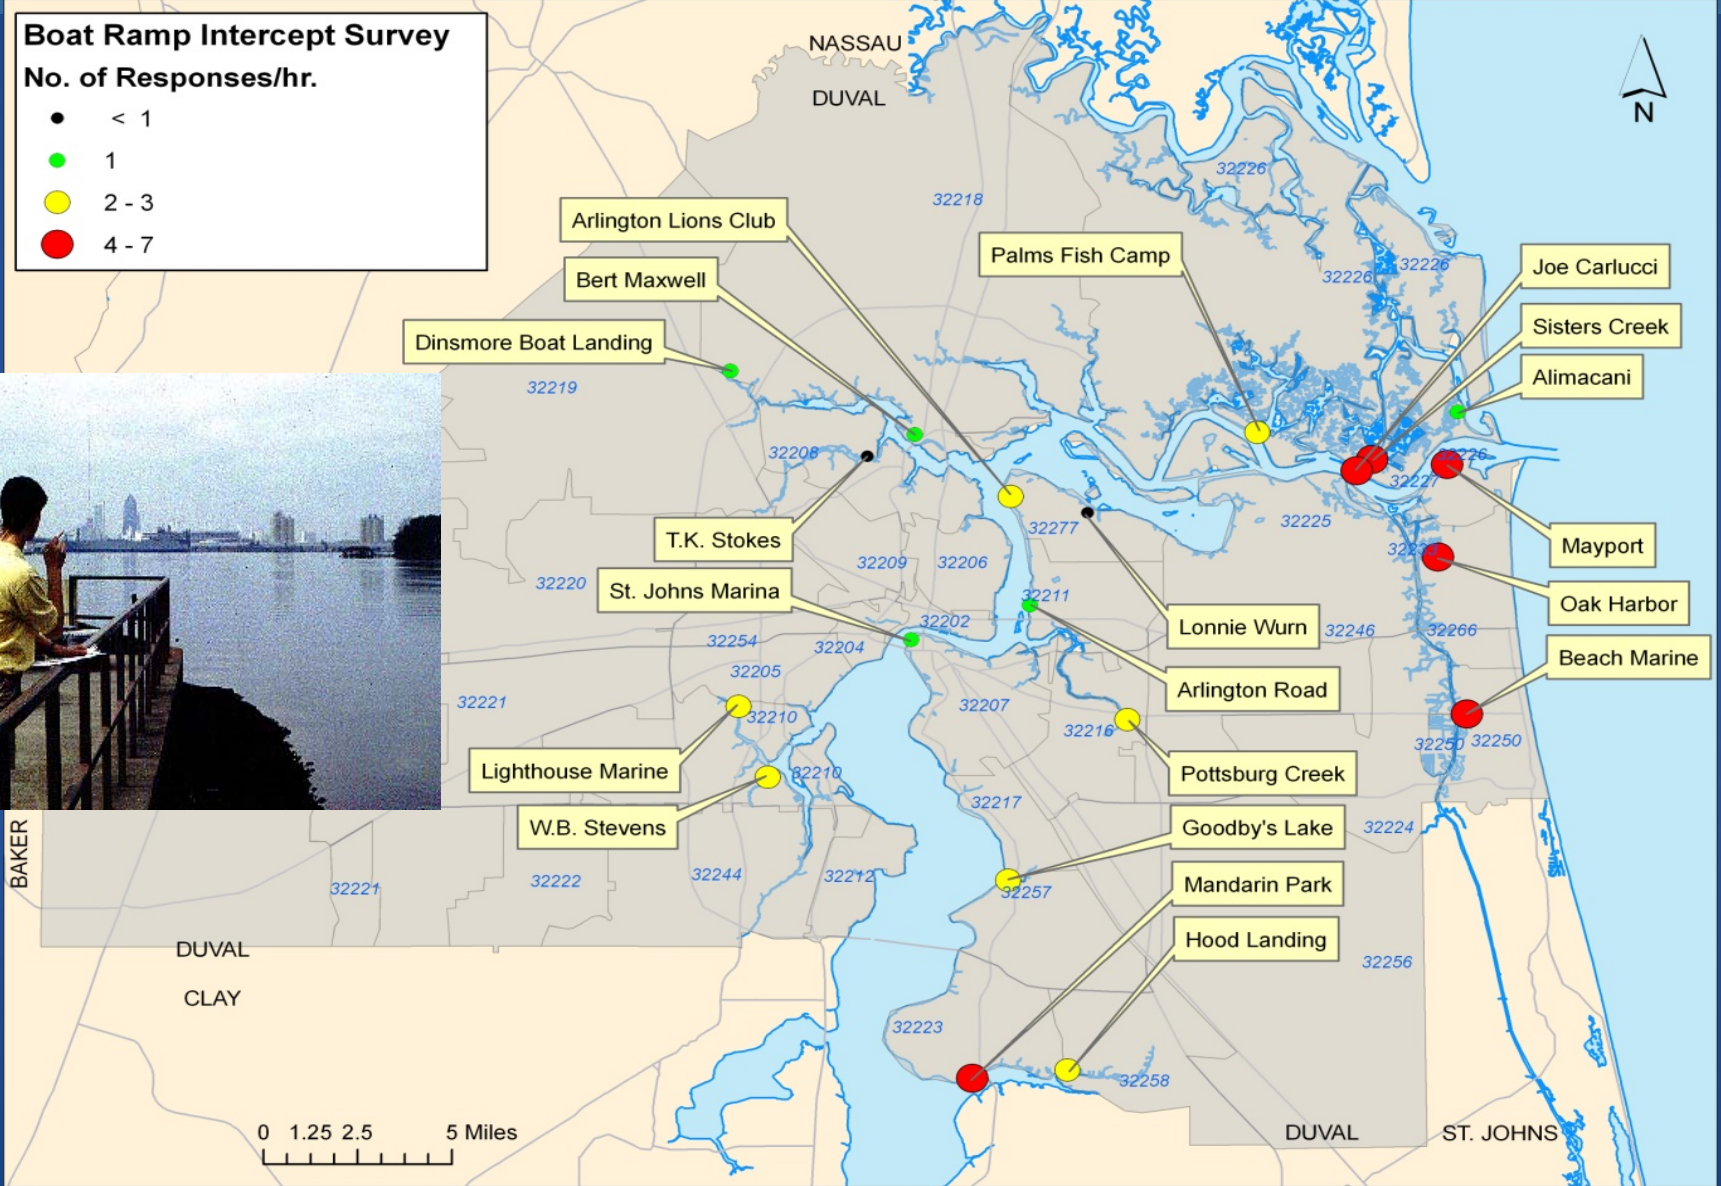 Boat Ramp Intercept Survey
No. of Responses/hr.
< 1
1
2 - 3
4 - 7
NASSAU
DUVAL
N
32226
32218
Arlington Lions Club
Palms Fish Camp
Joe Carlucci
32226
32226
Bert Maxwell
Sisters Creek
Dinsmore Boat Landing
Alimacani
32219
32208
32226
32227
32225
32277
T.K. Stokes
Mayport
32209
32206
32220
St. Johns Marina
32211
Oak Harbor
32202
Lonnie Wurn
32246
32266
32254
32204
Beach Marine
32205
Arlington Road
32221
32207
32210
32216
32250
32250
Lighthouse Marine
32210
Pottsburg Creek
32217
W.B. Stevens
Goodby's Lake
32224
BAKER
32221
32222
32244
32212
32257
Mandarin Park
Hood Landing
DUVAL
32256
CLAY
32223
32258
0 1.25 2.5 5 Miles
DUVAL
ST. JOHNS